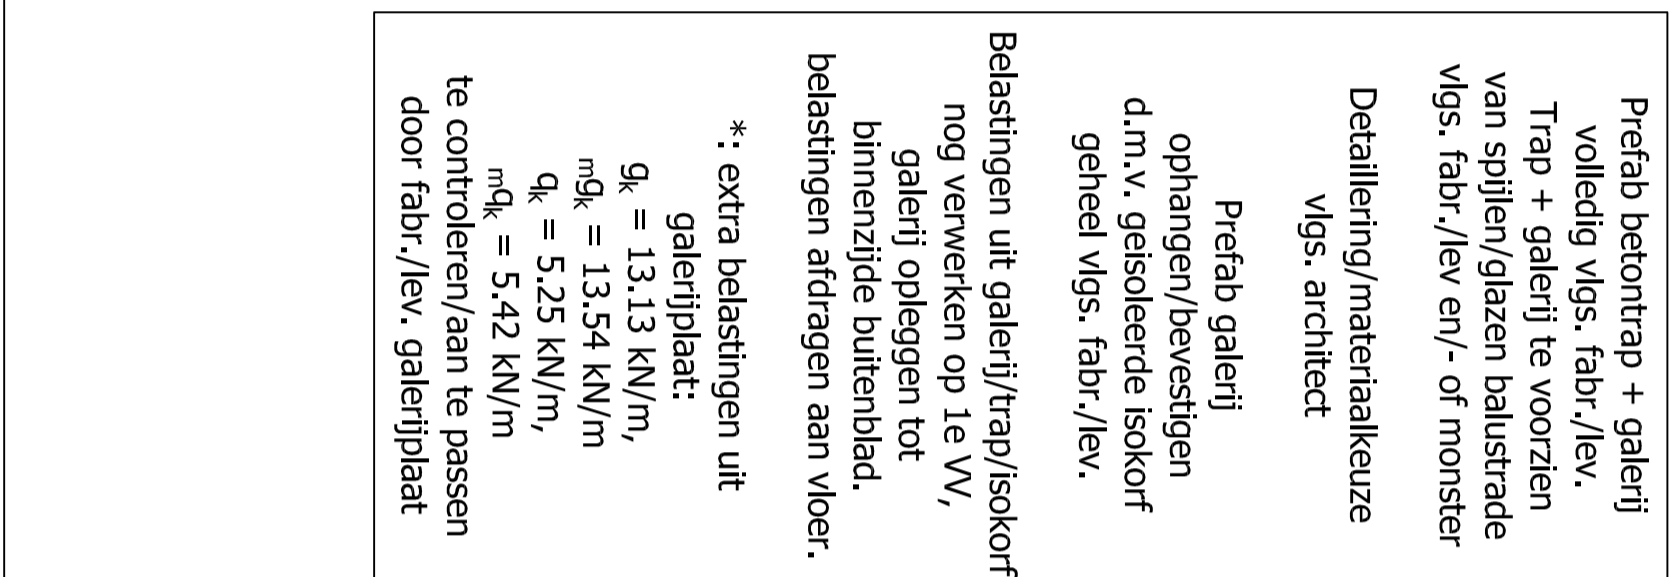 Prefab betontrap + galerij
volledig vlgs. fabr./lev.
Trap + galerij te voorzien
van spijlen/glazen balustrade
vlgs. fabr./lev en/- of monster
Detaillering/materiaalkeuze
vlgs. architect
Prefab galerij
ophangen/bevestigen
d.m.v. geisoleerde isokorf
geheel vlgs. fabr./lev.
Belastingen uit galerij/trap/isokorf
nog verwerken op 1e VV,
galerij opleggen tot
binnenzijde buitenblad.
belastingen afdragen aan vloer.
*: extra belastingen uit
galerijplaat:
gk = 13.13 kN/m,
mgk = 13.54 kN/m
qk = 5.25 kN/m,
mqk = 5.42 kN/m
te controleren/aan te passen
door fabr./lev. galerijplaat